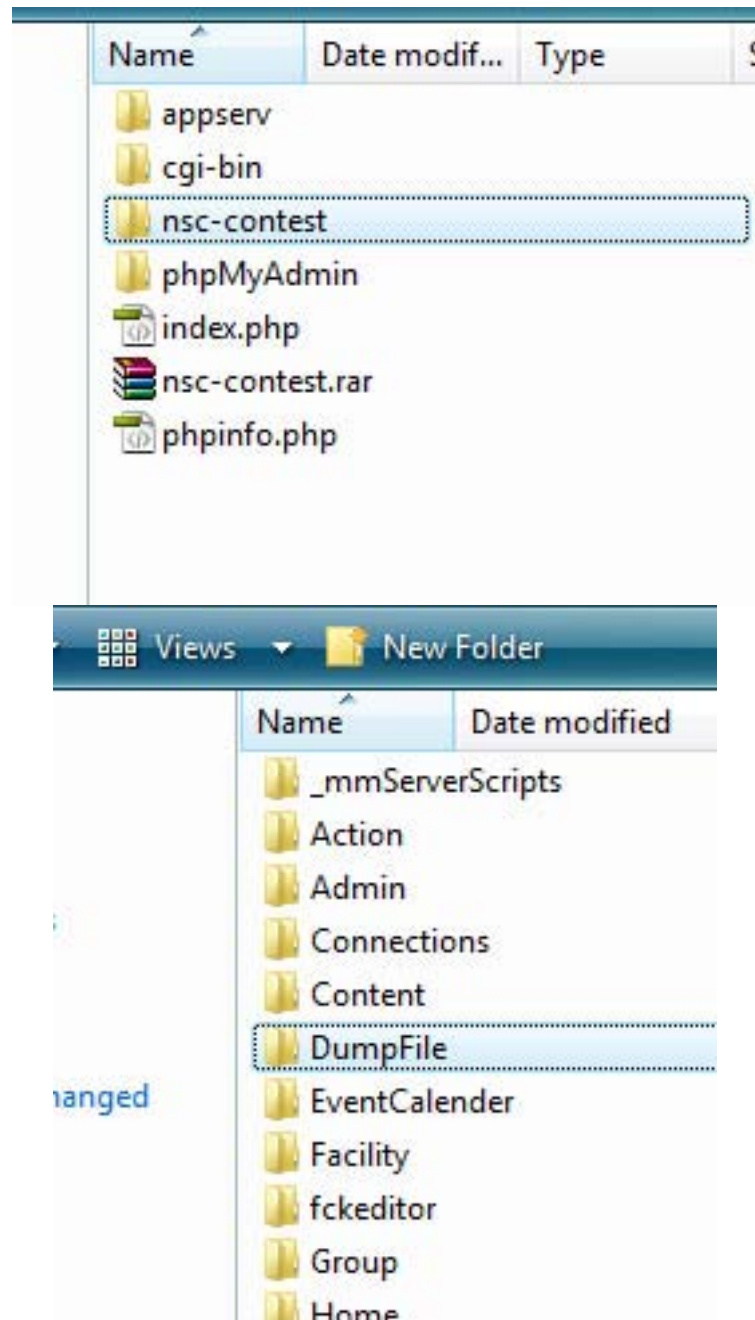 Name Date modif... Type
appserv
cgi-bin
nsc-contest
phpMyAdmin
index.php
nsc-contest.rar
phpinfo.php
Views New Folder
Name Date modified
_mmServerScripts
Action
Admin
Connections
Content
DumpFile
hanged EventCalender
Facility
fckeditor
Group
Home